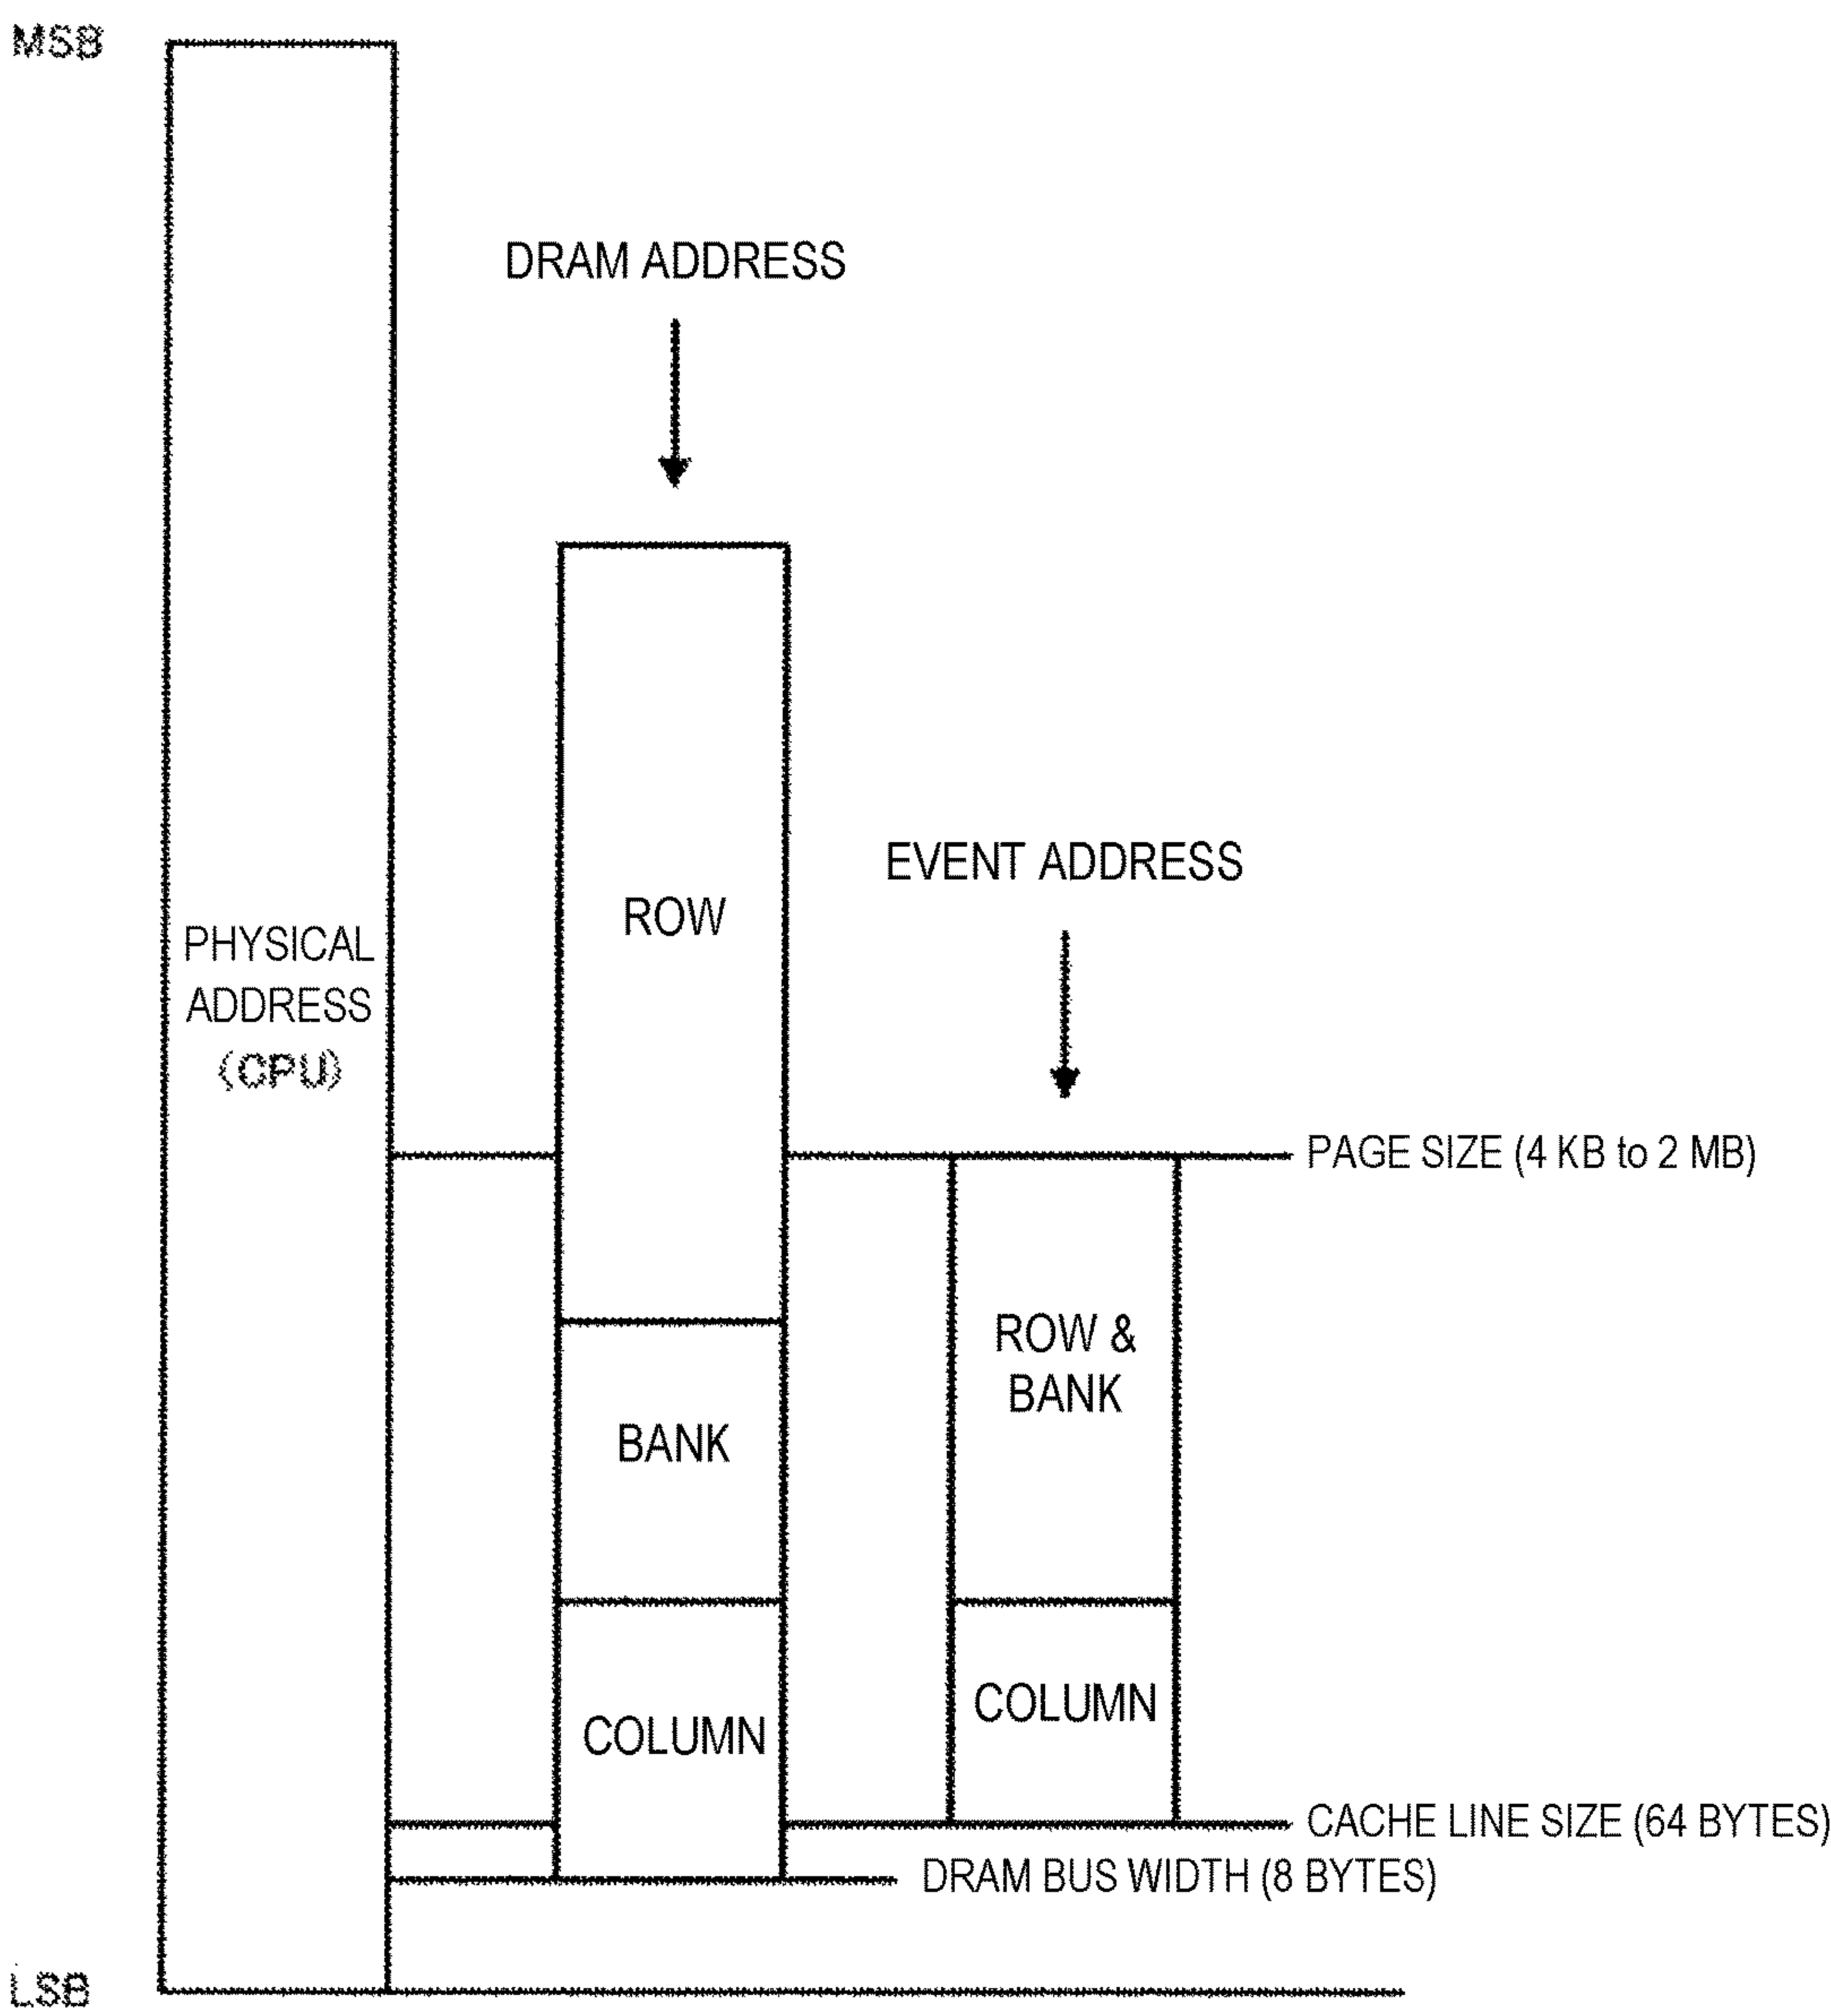 MSB
DRAM ADDRESS
EVENT ADDRESS
ROW
PHYSICAL
ADDRESS
(CPU)
PAGE SIZE (4 KB to 2 MB)
ROW &
BANK
BANK
COLUMN
COLUMN
CACHE LINE SIZE (64 BYTES)
DRAM BUS WIDTH (8 BYTES)
LSB